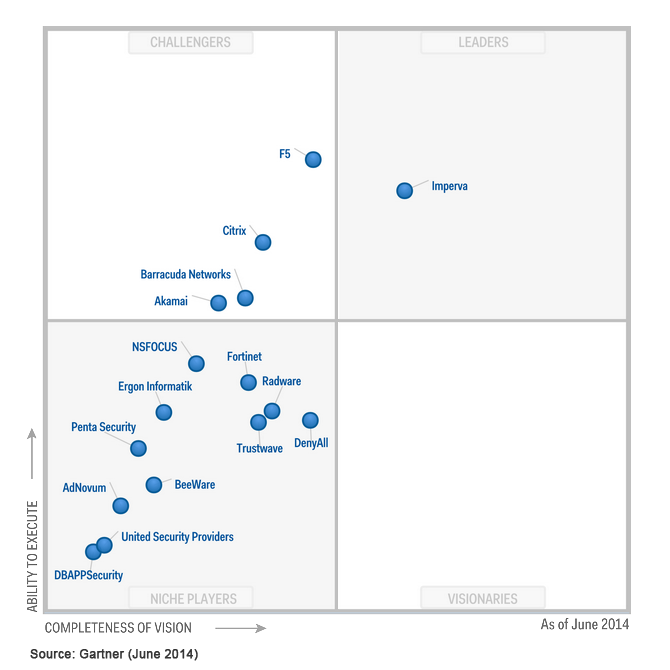 CHALLENGERS
LEADERS
F5
Imperva
Citrix
Barracuda Networks
Akamai
NSFOCUS
Fortinet
Ergon Informatik
Radware
Penta Security
Trustwave
DenyAll
AdNovum
BeeWare
United Security Providers
DBAPPSecurity
NICHE PLAYERS
VISIONARIES
ABILITY TO EXECUTE
COMPLETENESS OF VISION
As of June 2014
Source: Gartner (June 2014)